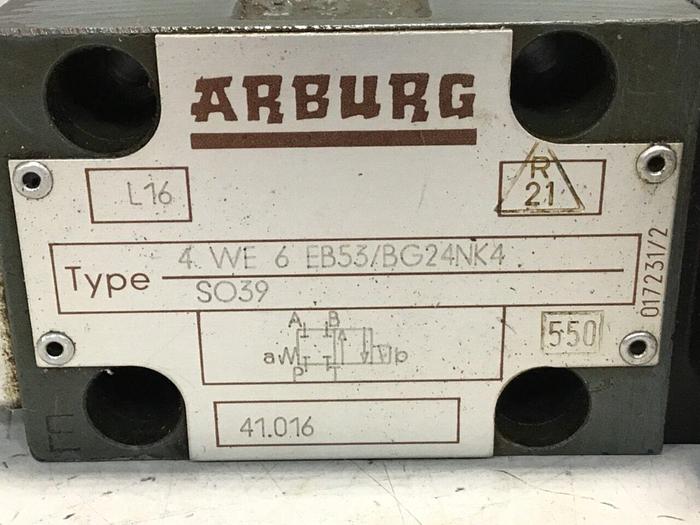 ARBURG
L16
R
21
4 WE 6 EB53/BG24NK4
Type
SO39
017231/2
A B
a b
P T
550
41.016